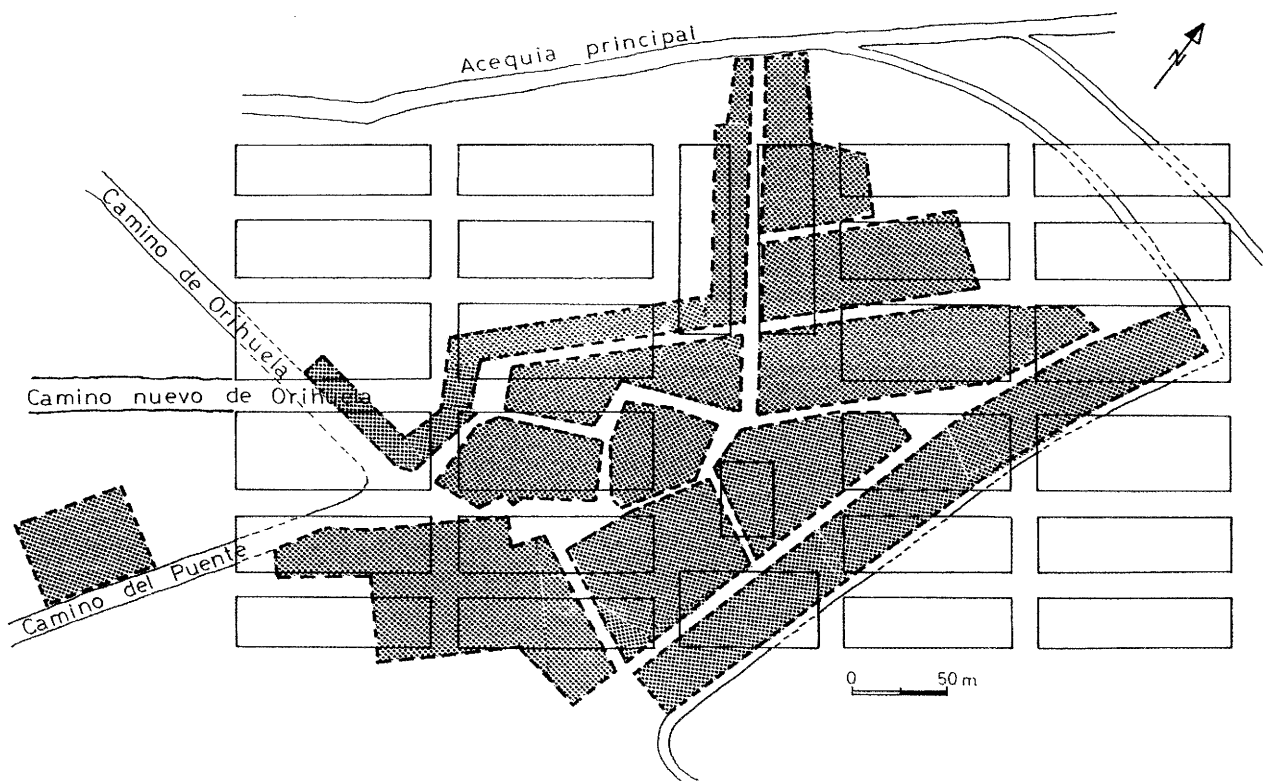 Acequia principal
N
Camino de Orihuela
Camino nuevo de Orihuela
Camino del Puente
0 50 m